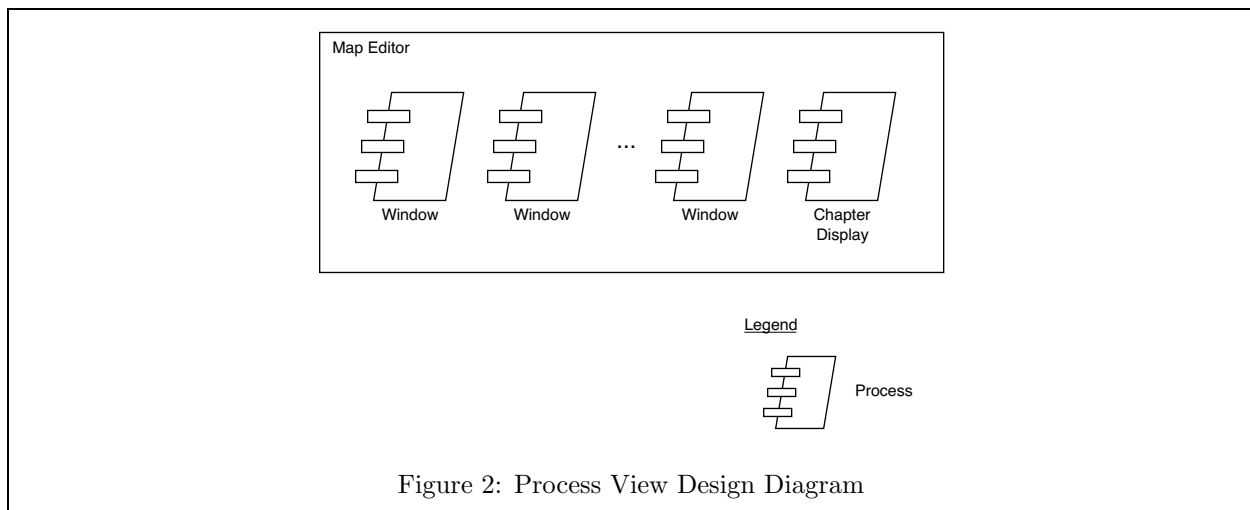 Map Editor
...
Window
Window
Window
Chapter
Display
Legend
Process
Figure 2: Process View Design Diagram